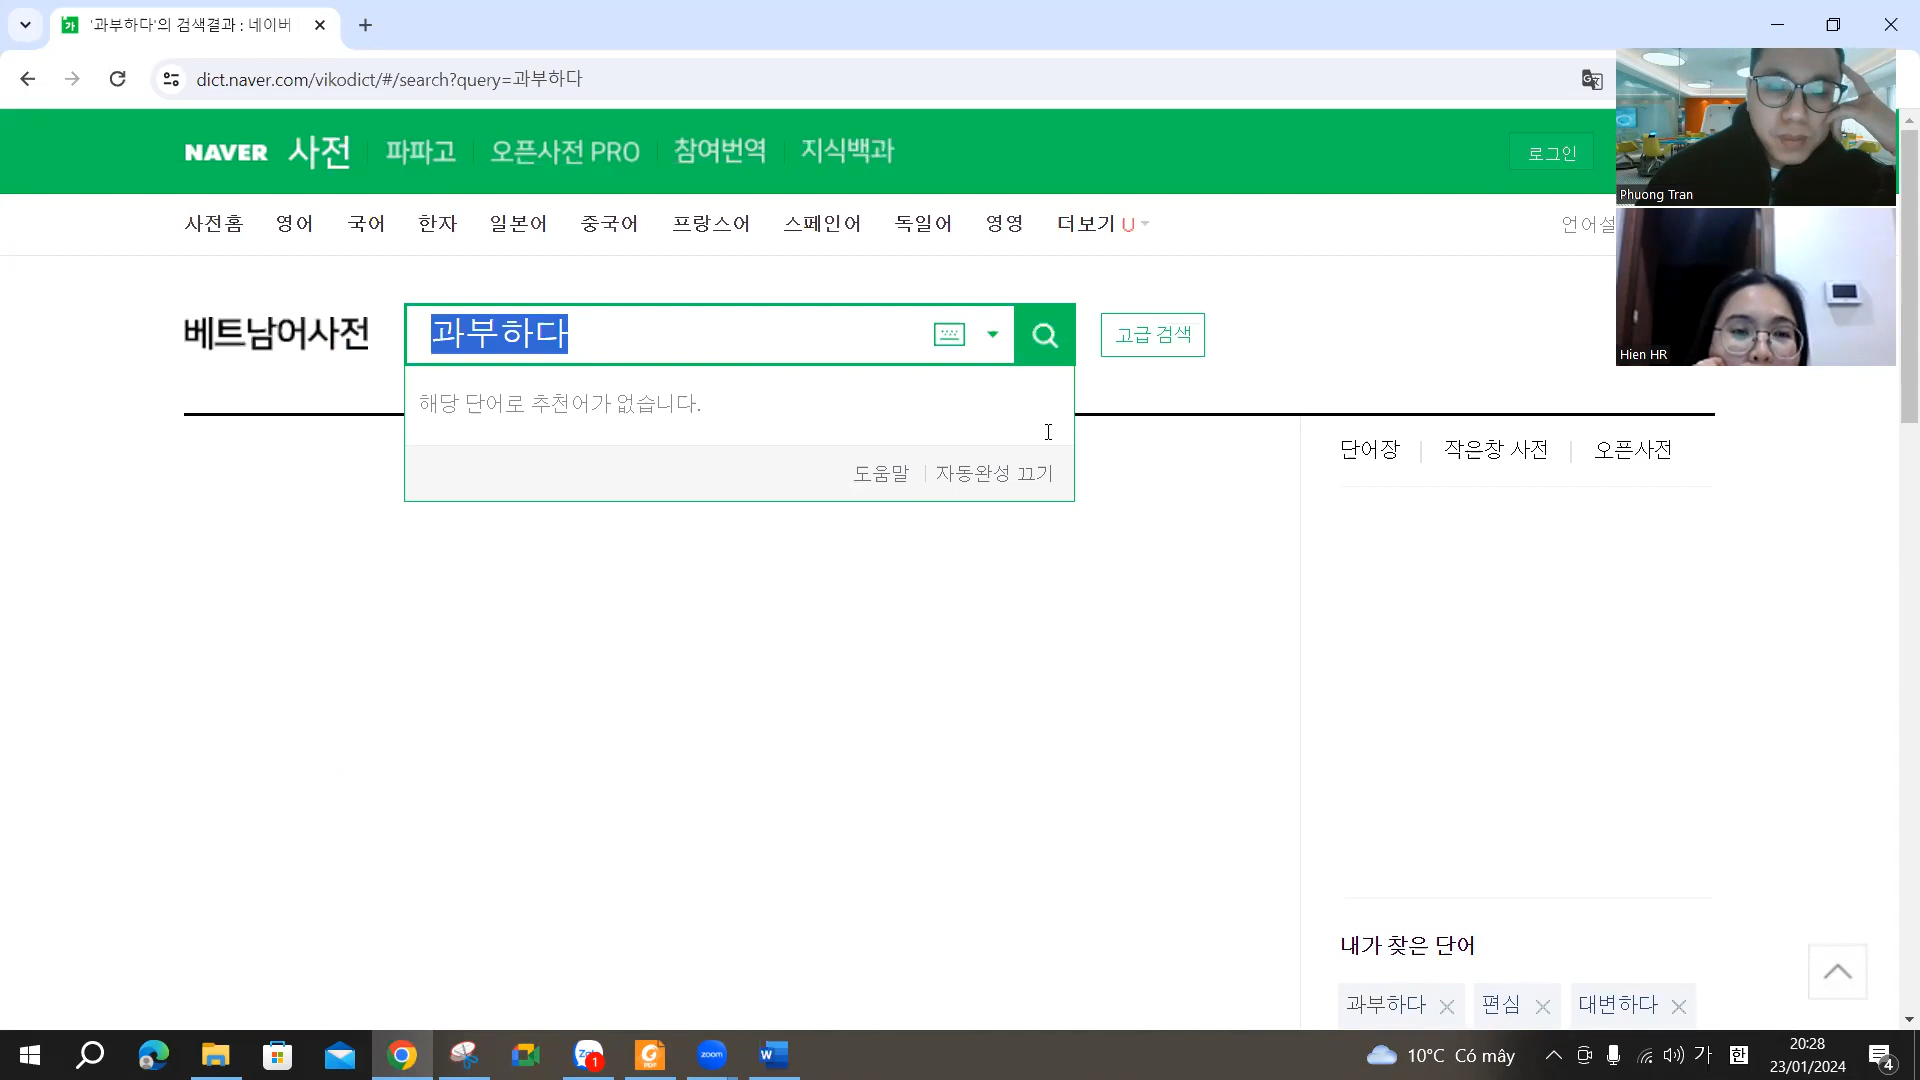 '과부하다'의 검색결과 : 네이버
dict.naver.com/vikodict/#/search?query=과부하다
NAVER 사전 파파고 오픈사전 PRO 참여번역 지식백과
로그인
Phuong Tran
사전홈 영어 국어 한자 일본어 중국어 프랑스어 스페인어 독일어 영영 더보기
언어설
베트남어사전
과부하다
고급 검색
Hien HR
해당 단어로 추천어가 없습니다.
도움말 자동완성 끄기
단어장 작은창 사전 오픈사전
내가 찾은 단어
과부하다 편심 대변하다
zoom
10°C Có mây
가 한
20:28
23/01/2024
4
1